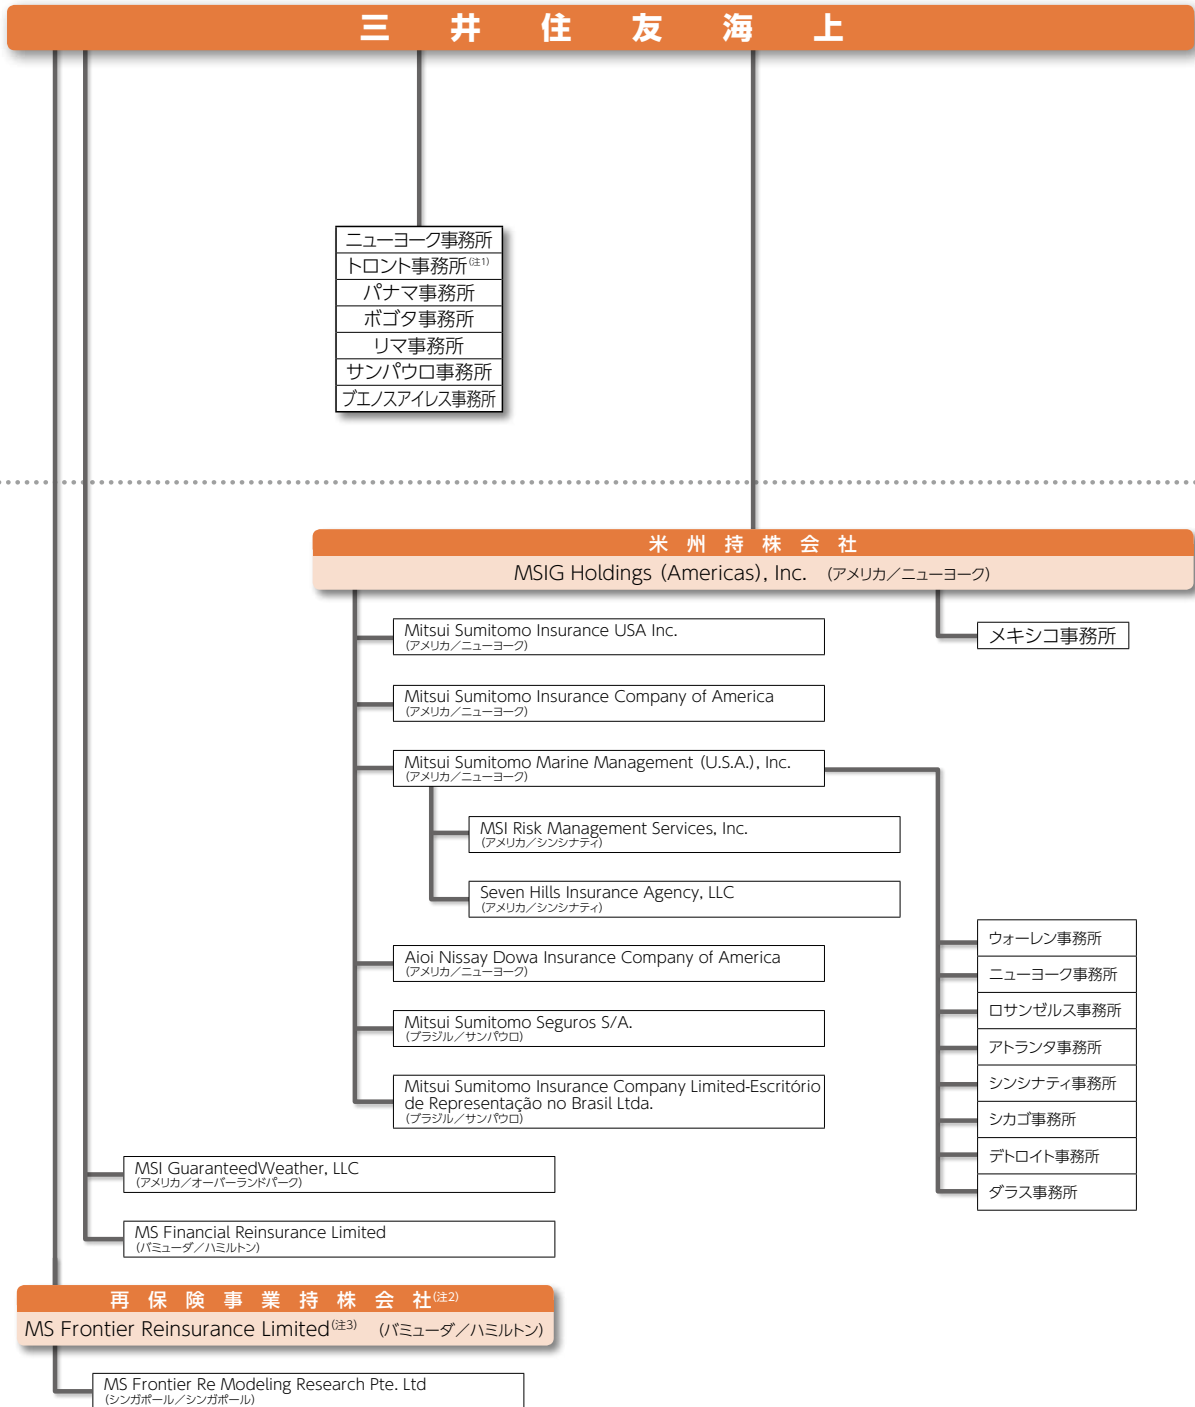 三井住友海上
ニューヨーク事務所
トロント事務所(注1)
パナマ事務所
ボゴタ事務所
リマ事務所
サンパウロ事務所
ブエノスアイレス事務所
米州持株会社
MSIG Holdings (Americas), Inc. (アメリカ/ニューヨーク)
Mitsui Sumitomo Insurance USA Inc.
(アメリカ/ニューヨーク)
メキシコ事務所
Mitsui Sumitomo Insurance Company of America
(アメリカ/ニューヨーク)
Mitsui Sumitomo Marine Management (U.S.A.), Inc.
(アメリカ/ニューヨーク)
MSI Risk Management Services, Inc.
(アメリカ/シンシナティ)
Seven Hills Insurance Agency, LLC
(アメリカ/シンシナティ)
ウォーレン事務所
ニューヨーク事務所
ロサンゼルス事務所
アトランタ事務所
シンシナティ事務所
シカゴ事務所
デトロイト事務所
ダラス事務所
Aioi Nissay Dowa Insurance Company of America
(アメリカ/ニューヨーク)
Mitsui Sumitomo Seguros S/A.
(ブラジル/サンパウロ)
Mitsui Sumitomo Insurance Company Limited-Escritório
de Representação no Brasil Ltda.
(ブラジル/サンパウロ)
MSI GuaranteedWeather, LLC
(アメリカ/オーバーランドパーク)
MS Financial Reinsurance Limited
(バミューダ/ハミルトン)
再保険事業持株会社(注2)
MS Frontier Reinsurance Limited(注3) (バミューダ/ハミルトン)
MS Frontier Re Modeling Research Pte. Ltd
(シンガポール/シンガポール)